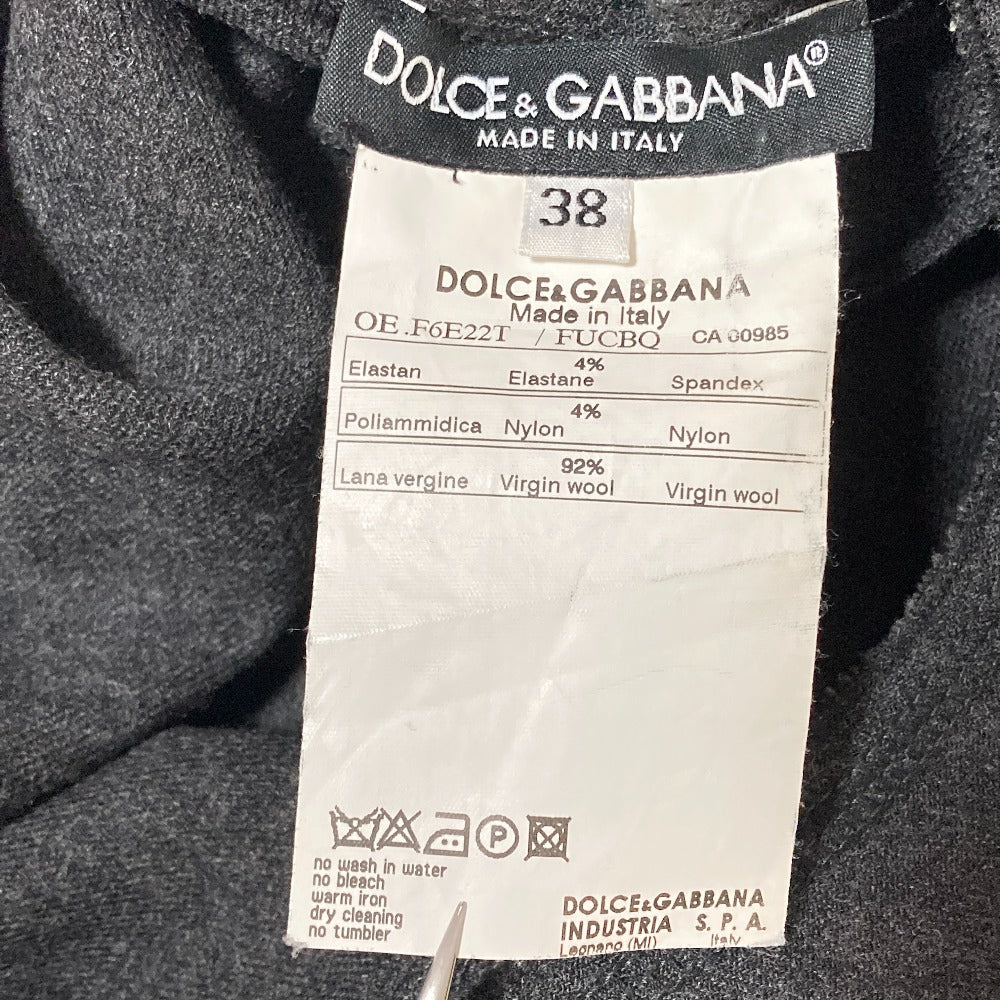 DOLCE & GABBANA®
MADE IN ITALY
38
DOLCE&GABBANA
Made in Italy
OE.F6E22T / FUCBQ CA 00985
4%
Elastan Elastane Spandex
4%
Poliammidica Nylon Nylon
92%
Lana vergine Virgin wool Virgin wool
P
no wash in water
no bleach
warm iron
dry cleaning
no tumbler
DOLCE&GABBANA
INDUSTRIA S. P. A.
Legnano (MI) Italy